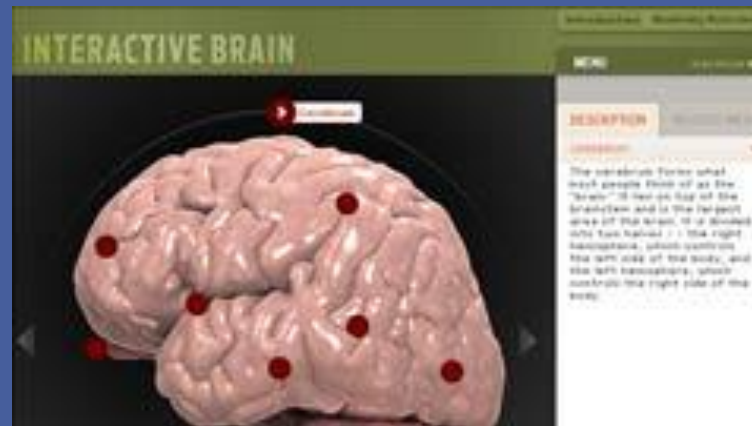 INTERACTIVE BRAIN
MENU
Cerebrum
DESCRIPTION
CEREBRUM
The cerebrum forms what
most people think of as the
"brain." It lies on top of the
brainstem and is the largest
area of the brain. It is divided
into two halves -- the right
hemisphere, which controls
the left side of the body, and
the left hemisphere, which
controls the right side of the
body.